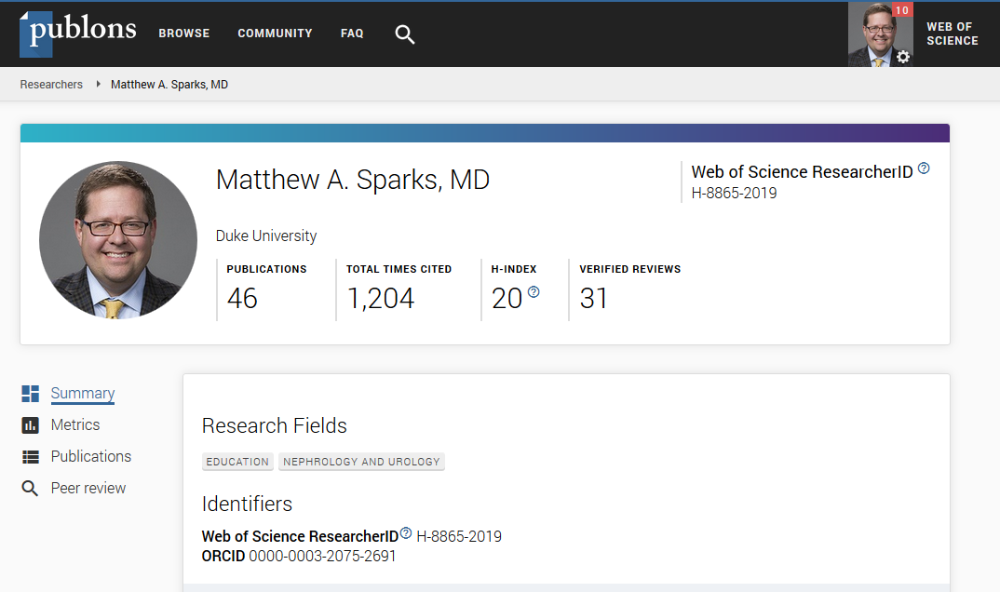 publons
BROWSE COMMUNITY FAQ
10
WEB OF
SCIENCE
Researchers Matthew A. Sparks, MD
Matthew A. Sparks, MD
Web of Science ResearcherID ?
H-8865-2019
Duke University
PUBLICATIONS TOTAL TIMES CITED H-INDEX VERIFIED REVIEWS
46 1,204 20 ? 31
Summary
Metrics
Publications
Peer review
Research Fields
EDUCATION NEPHROLOGY AND UROLOGY
Identifiers
Web of Science ResearcherID ? H-8865-2019
ORCID 0000-0003-2075-2691